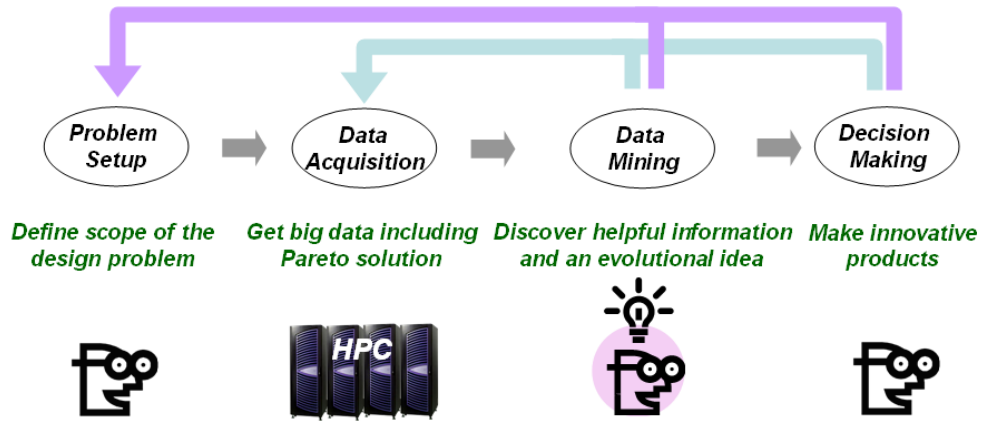 Problem
Setup
Data
Acquisition
Data
Mining
Decision
Making
Define scope of the
design problem
Get big data including
Pareto solution
Discover helpful information
and an evolutional idea
Make innovative
products
HPC